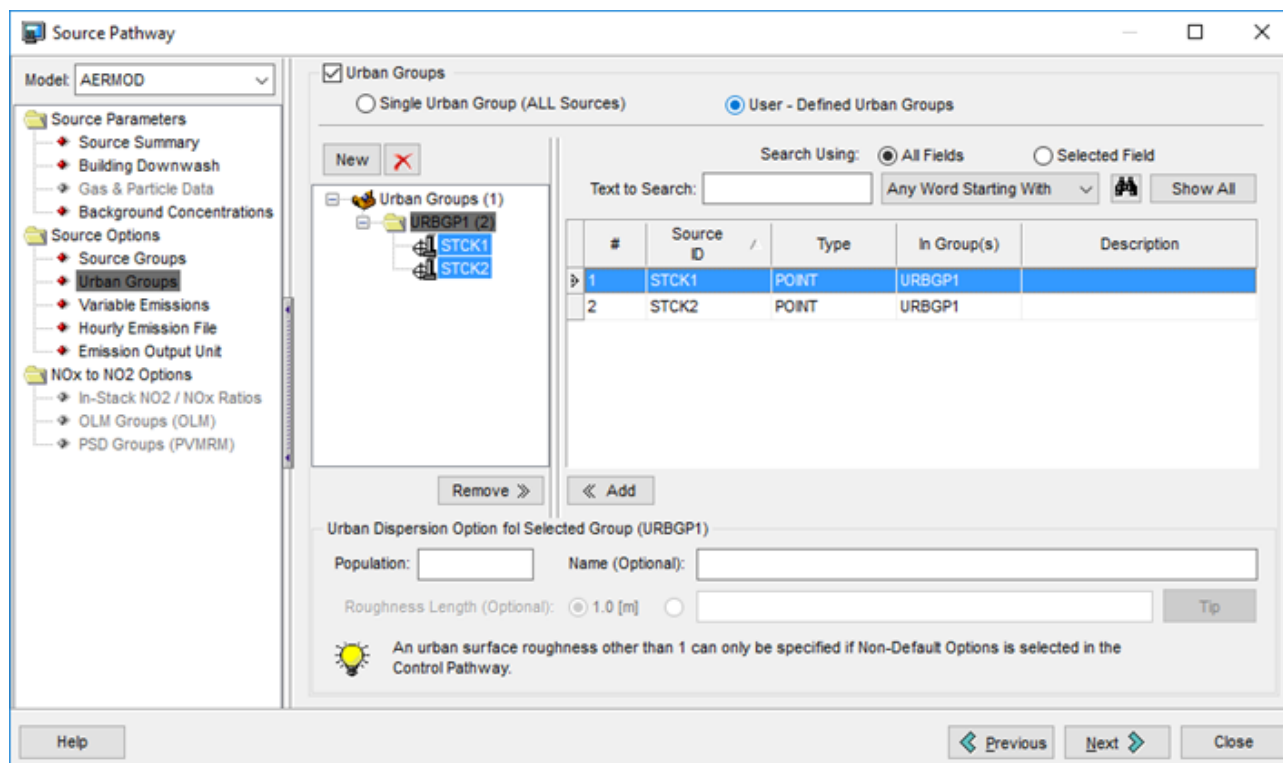 Source Pathway
Model: AERMOD
Source Parameters
Source Summary
Building Downwash
Gas & Particle Data
Background Concentrations
Source Options
Source Groups
Urban Groups
Variable Emissions
Hourly Emission File
Emission Output Unit
NOx to NO2 Options
In-Stack NO2 / NOx Ratios
OLM Groups (OLM)
PSD Groups (PVMRM)
Urban Groups
Single Urban Group (ALL Sources) User - Defined Urban Groups
New
Urban Groups (1)
URBGP1 (2)
STCK1
STCK2
Remove
Search Using: All Fields Selected Field
Text to Search: Any Word Starting With Show All
# Source ID Type In Group(s) Description
1 STCK1 POINT URBGP1
2 STCK2 POINT URBGP1
Add
Urban Dispersion Option fol Selected Group (URBGP1)
Population: Name (Optional):
Roughness Length (Optional): 1.0 [m] Tip
An urban surface roughness other than 1 can only be specified if Non-Default Options is selected in the
Control Pathway.
Help Previous Next Close